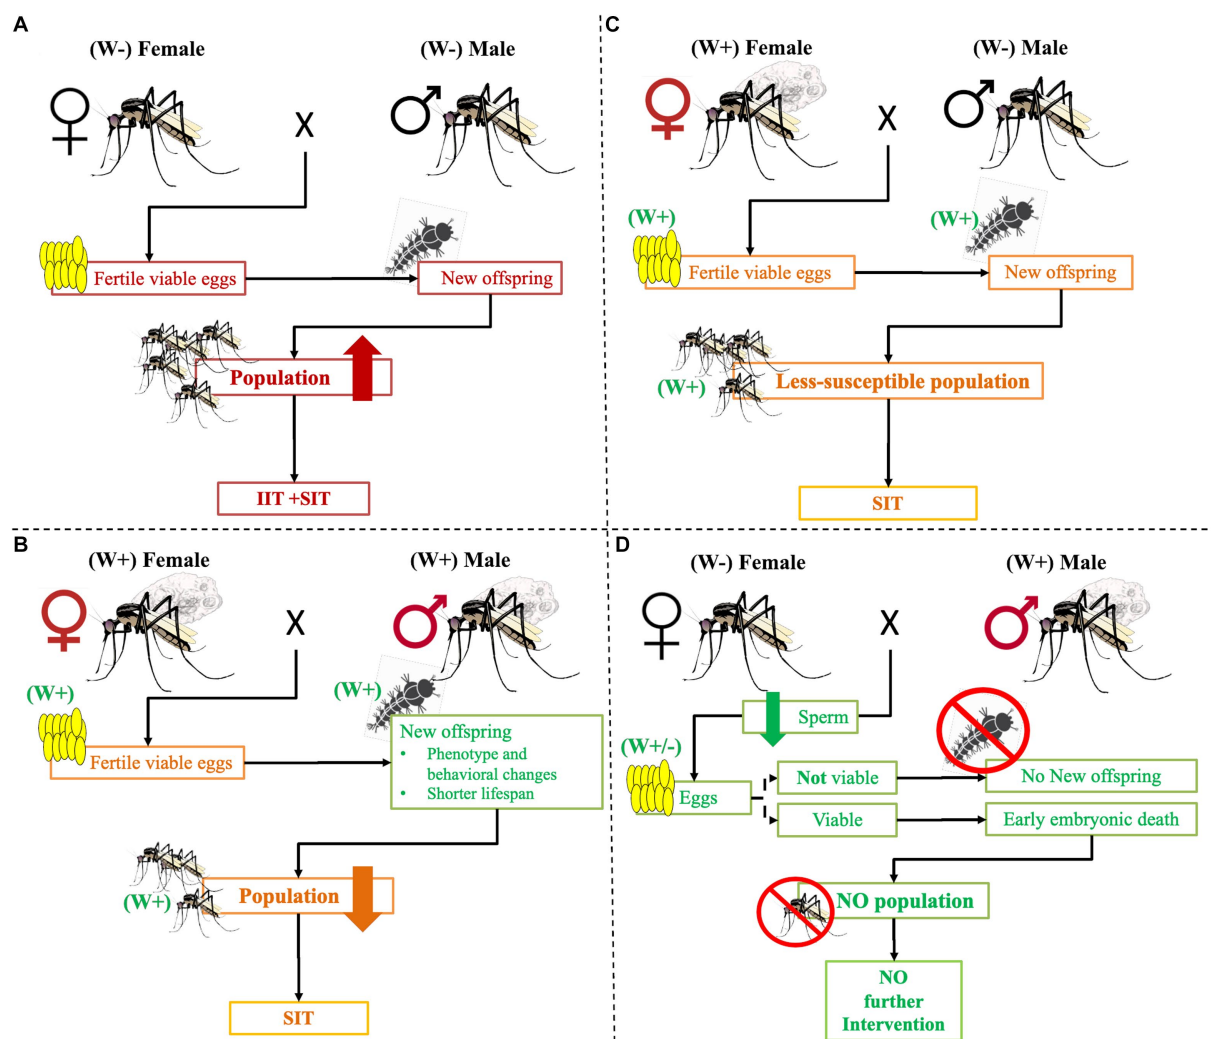 A
(W-) Female
(W-) Male
X
Fertile viable eggs
New offspring
Population
IIT +SIT
B
(W+) Female
(W+) Male
X
(W+)
(W+)
Fertile viable eggs
New offspring
• Phenotype and
behavioral changes
• Shorter lifespan
(W+)
Population
SIT
C
(W+) Female
(W-) Male
X
(W+)
(W+)
Fertile viable eggs
New offspring
(W+)
Less-susceptible population
SIT
D
(W-) Female
(W+) Male
X
Sperm
(W+/-)
Eggs
Not viable
No New offspring
Viable
Early embryonic death
NO population
NO
further
Intervention